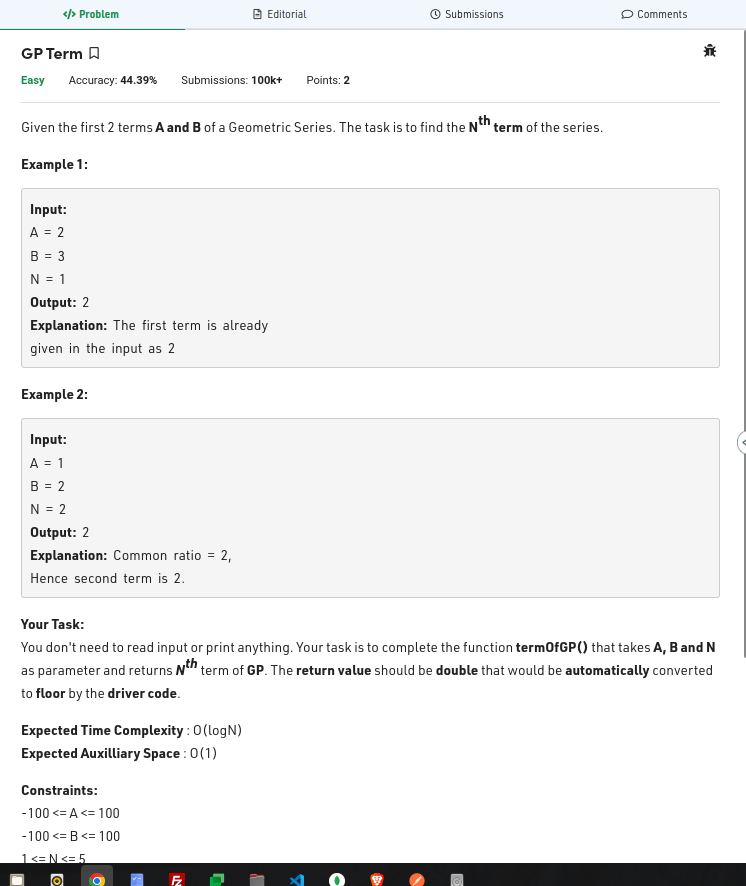 </> Problem Editorial Submissions Comments
GP Term
Easy Accuracy: 44.39% Submissions: 100k+ Points: 2
Given the first 2 terms A and B of a Geometric Series. The task is to find the Nth term of the series.
Example 1:
Input:
A = 2
B = 3
N = 1
Output: 2
Explanation: The first term is already
given in the input as 2
Example 2:
Input:
A = 1
B = 2
N = 2
Output: 2
Explanation: Common ratio = 2,
Hence second term is 2.
Your Task:
You don't need to read input or print anything. Your task is to complete the function termOfGP() that takes A, B and N
as parameter and returns Nth term of GP. The return value should be double that would be automatically converted
to floor by the driver code.
Expected Time Complexity : O(logN)
Expected Auxilliary Space : O(1)
Constraints:
-100 <= A <= 100
-100 <= B <= 100
1 <= N <= 5